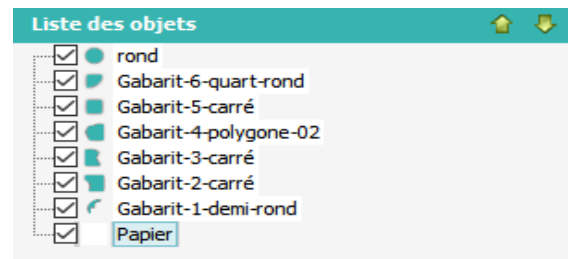 Liste des objets
rond
Gabarit-6-quart-rond
Gabarit-5-carré
Gabarit-4-polygone-02
Gabarit-3-carré
Gabarit-2-carré
Gabarit-1-demi-rond
Papier